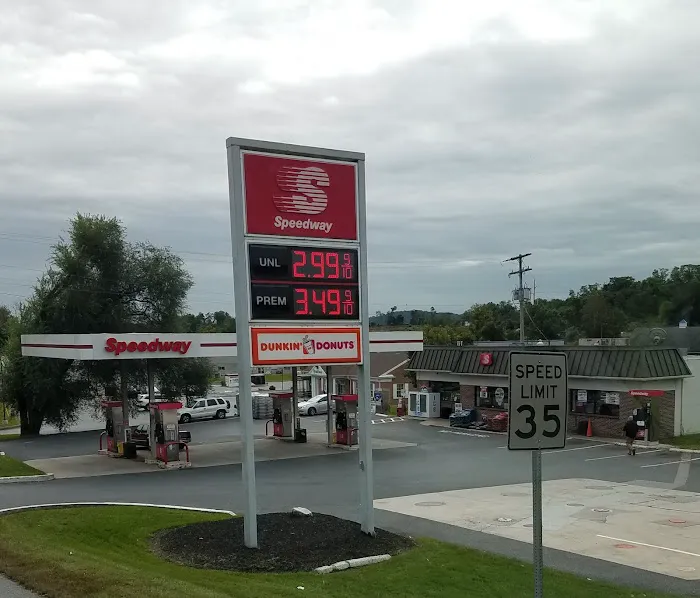 S
Speedway
UNL 2.99 9/10
PREM 3.49 9/10
DUNKIN' DONUTS
Speedway
SPEED
LIMIT
35